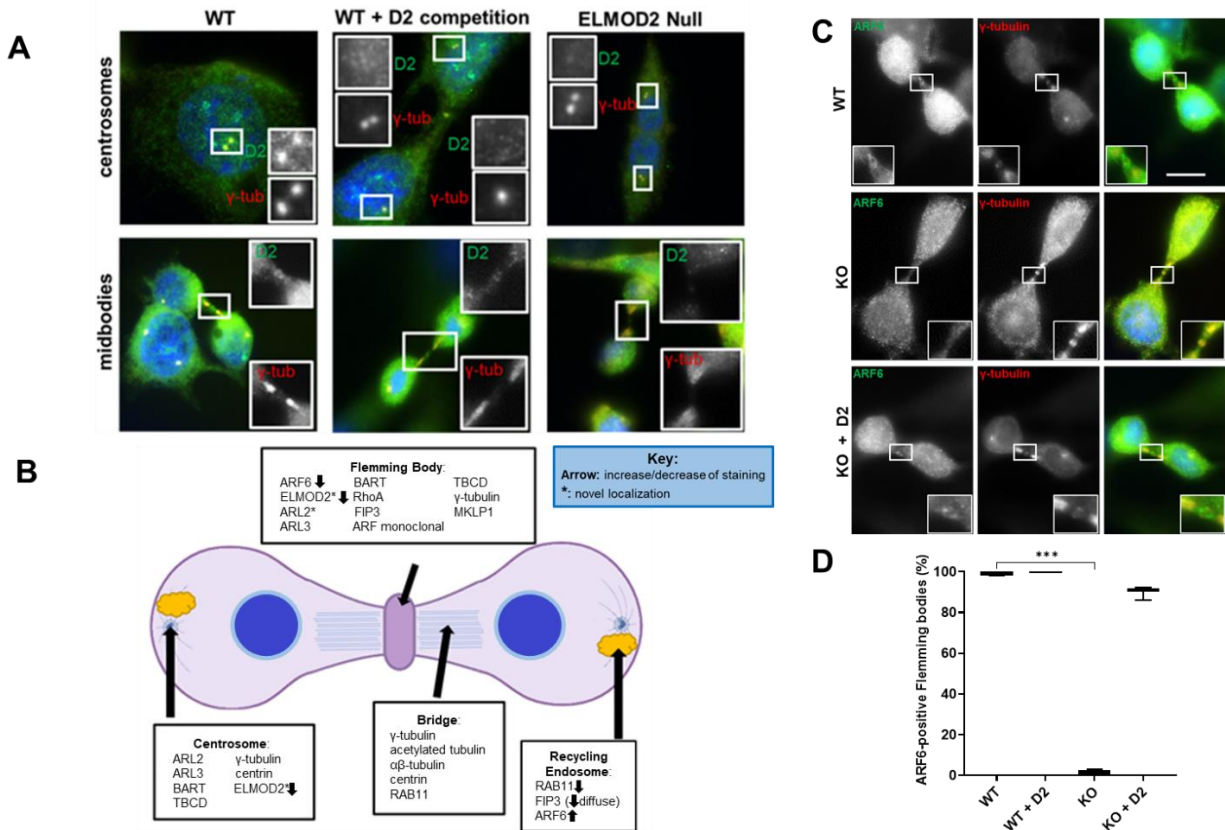 A
WT
WT + D2 competition
ELMOD2 Null
centrosomes
D2
γ-tub
D2
γ-tub
D2
γ-tub
D2
γ-tub
midbodies
D2
γ-tub
D2
γ-tub
D2
γ-tub
B
Flemming Body:
ARF6 BART TBCD
ELMOD2* RhoA γ-tubulin
ARL2* FIP3 MKLP1
ARL3 ARF monoclonal
Key:
Arrow: increase/decrease of staining
*: novel localization
Centrosome:
ARL2 γ-tubulin
ARL3 centrin
BART ELMOD2*
TBCD
Bridge:
γ-tubulin
acetylated tubulin
αβ-tubulin
centrin
RAB11
Recycling
Endosome:
RAB11
FIP3 (diffuse)
ARF6
C
WT
ARF6
γ-tubulin
KO
ARF6
γ-tubulin
KO + D2
ARF6
γ-tubulin
D
ARF6-positive Flemming bodies (%)
100
80
60
40
20
0
***
WT
WT + D2
KO
KO + D2